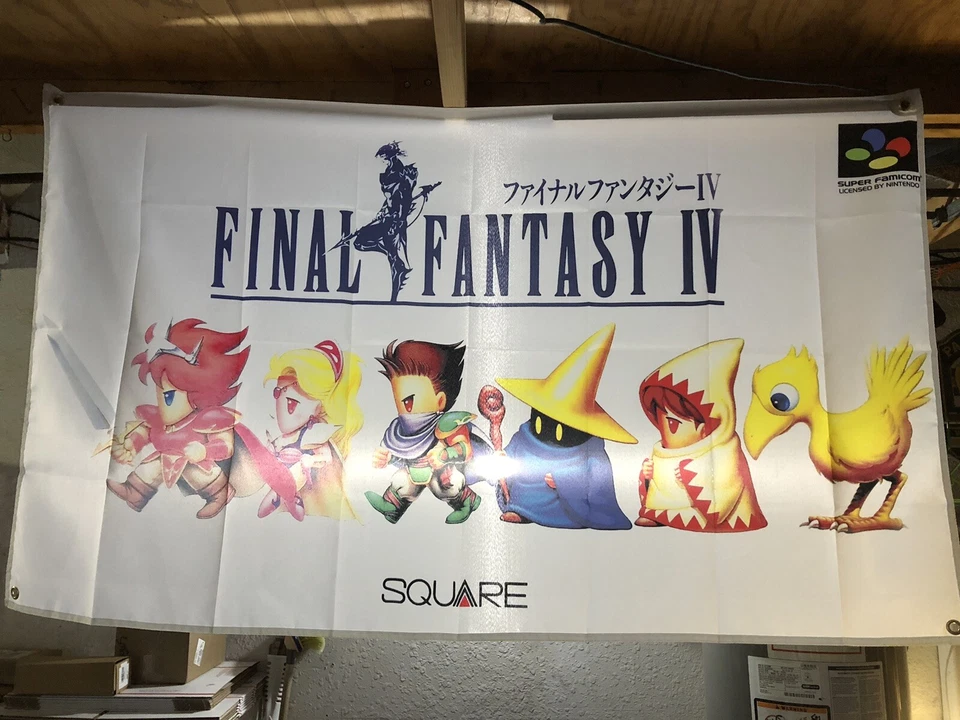 ファイナルファンタジーIV
FINAL FANTASY IV
SUPER FAMICOM
LICENSED BY NINTENDO
SQUARE